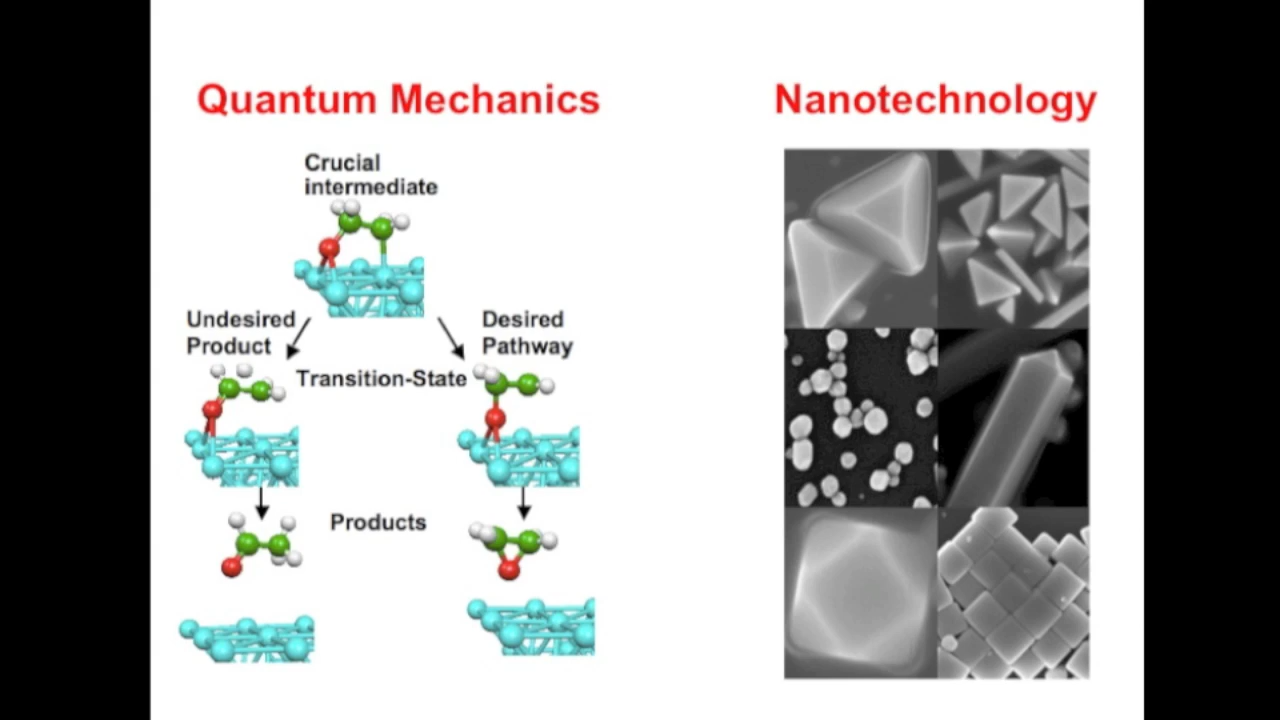 Quantum Mechanics
Nanotechnology
Crucial
intermediate
Undesired
Product
Desired
Pathway
Transition-State
Products